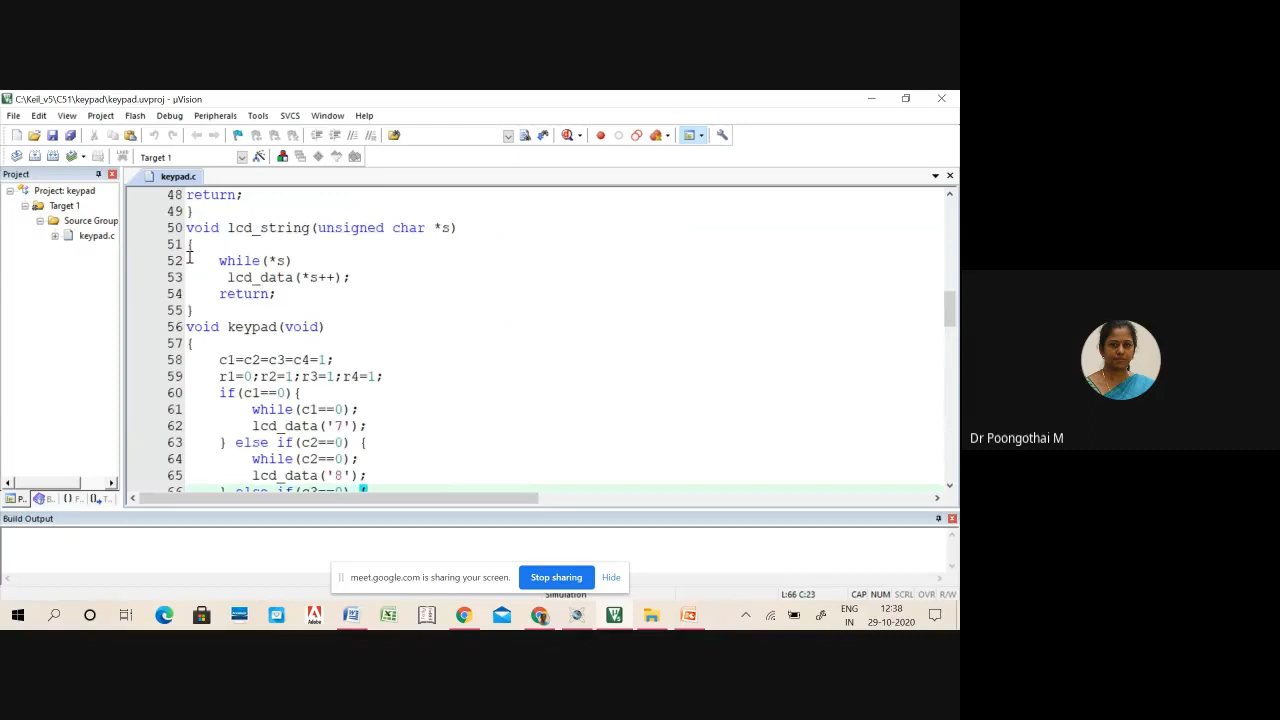 C:\Keil_v5\C51\keypad\keypad.uvproj - µVision
File Edit View Project Flash Debug Peripherals Tools SVCS Window Help
Target 1
Project
keypad.c
Project: keypad
Target 1
Source Group
keypad.c
48 return;
49 }
50 void lcd_string(unsigned char *s)
51 {
52 while(*s)
53 lcd_data(*s++);
54 return;
55 }
56 void keypad(void)
57 {
58 c1=c2=c3=c4=1;
59 r1=0;r2=1;r3=1;r4=1;
60 if(c1==0){
61 while(c1==0);
62 lcd_data('7');
63 } else if(c2==0) {
64 while(c2==0);
65 lcd_data('8');
66 } else if(c3==0) {
Build Output
meet.google.com is sharing your screen. Stop sharing Hide
Simulation
L:66 C:23
CAP NUM SCRL OVR R/W
ENG
IN
12:38
29-10-2020
Dr Poongothai M